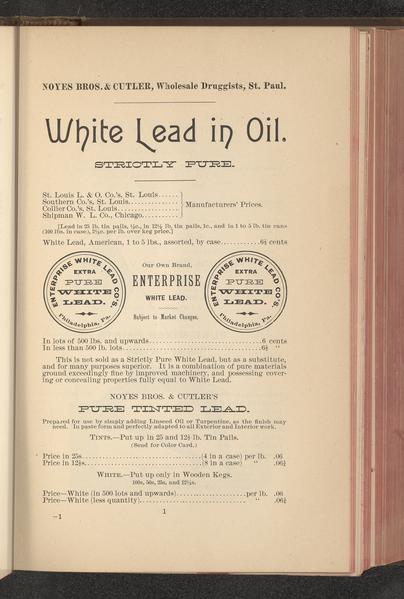 NOYES BROS. & CUTLER, Wholesale Druggists, St. Paul.
White Lead in Oil.
STRICTLY PURE.
St. Louis L. & O. Co.'s, St. Louis......
Southern Co's, St. Louis...............
Collier Co.'s, St. Louis................
Shipman W. L. Co., Chicago..........
Manufacturers' Prices.
[Lead in 25 lb. tin pails, ½c., in 12½ lb, tin pails, 1c., and in 1 to 5 lb. tin cans
(100 lbs. in case), 2½c. per lb. over keg price.]
White Lead, American, 1 to 5 lbs., assorted, by case..........6½ cents
ENTERPRISE WHITE LEAD CO'S.
EXTRA
PURE
WHITE
LEAD.
Philadelphia, Pa.
Our Own Brand,
ENTERPRISE
WHITE LEAD.
Subject to Market Changes.
ENTERPRISE WHITE LEAD CO'S.
EXTRA
PURE
WHITE
LEAD.
Philadelphia, Pa.
In lots of 500 lbs. and upwards..............................6 cents
In less than 500 lb. lots....................................6½ "
This is not sold as a Strictly Pure White Lead, but as a substitute,
and for many purposes superior. It is a combination of pure materials
ground exceedingly fine by improved machinery, and possessing cover-
ing or concealing properties fully equal to White Lead.
NOYES BROS. & CUTLER'S
PURE TINTED LEAD.
Prepared for use by simply adding Linseed Oil or Turpentine, as the finish may
need. In paste form and perfectly adapted to all Exterior and Interior work.
TINTS.—Put up in 25 and 12½ lb. Tin Pails.
(Send for Color Card.)
Price in 25s..............................(4 in a case) per lb. .06
Price in 12½s.............................(8 in a case) " .06½
WHITE.—Put up only in Wooden Kegs.
100s, 50s, 25s, and 12½s.
Price—White (in 500 lots and upwards)..................per lb. .06
Price—White (less quantity)........................... " .06½
1
—1